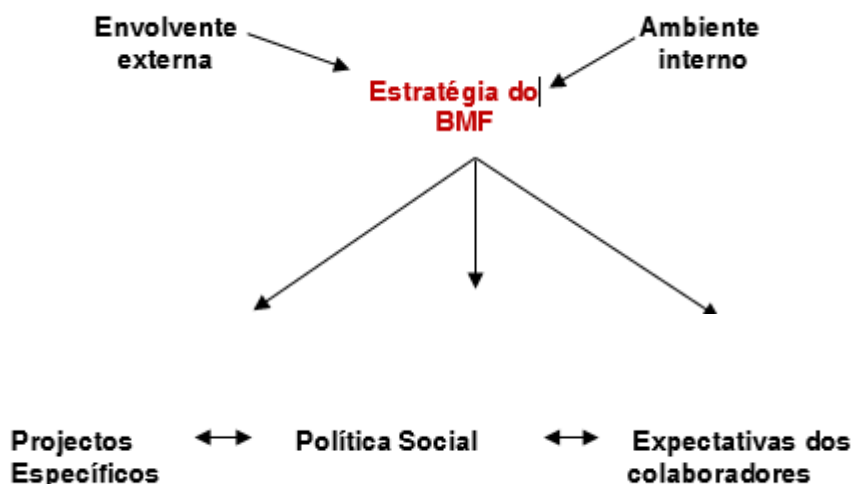 Envolvente
externa
Ambiente
interno
Estratégia do
BMF
Projectos
Específicos
Política Social
Expectativas dos
colaboradores